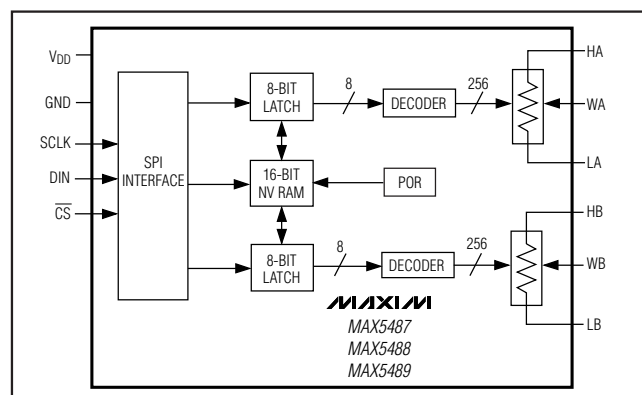 VDD
GND
SCLK
DIN
CS
SPI
INTERFACE
8-BIT
LATCH
8
DECODER
256
HA
WA
LA
16-BIT
NV RAM
POR
8-BIT
LATCH
8
DECODER
256
HB
WB
LB
MAXIM
MAX5487
MAX5488
MAX5489